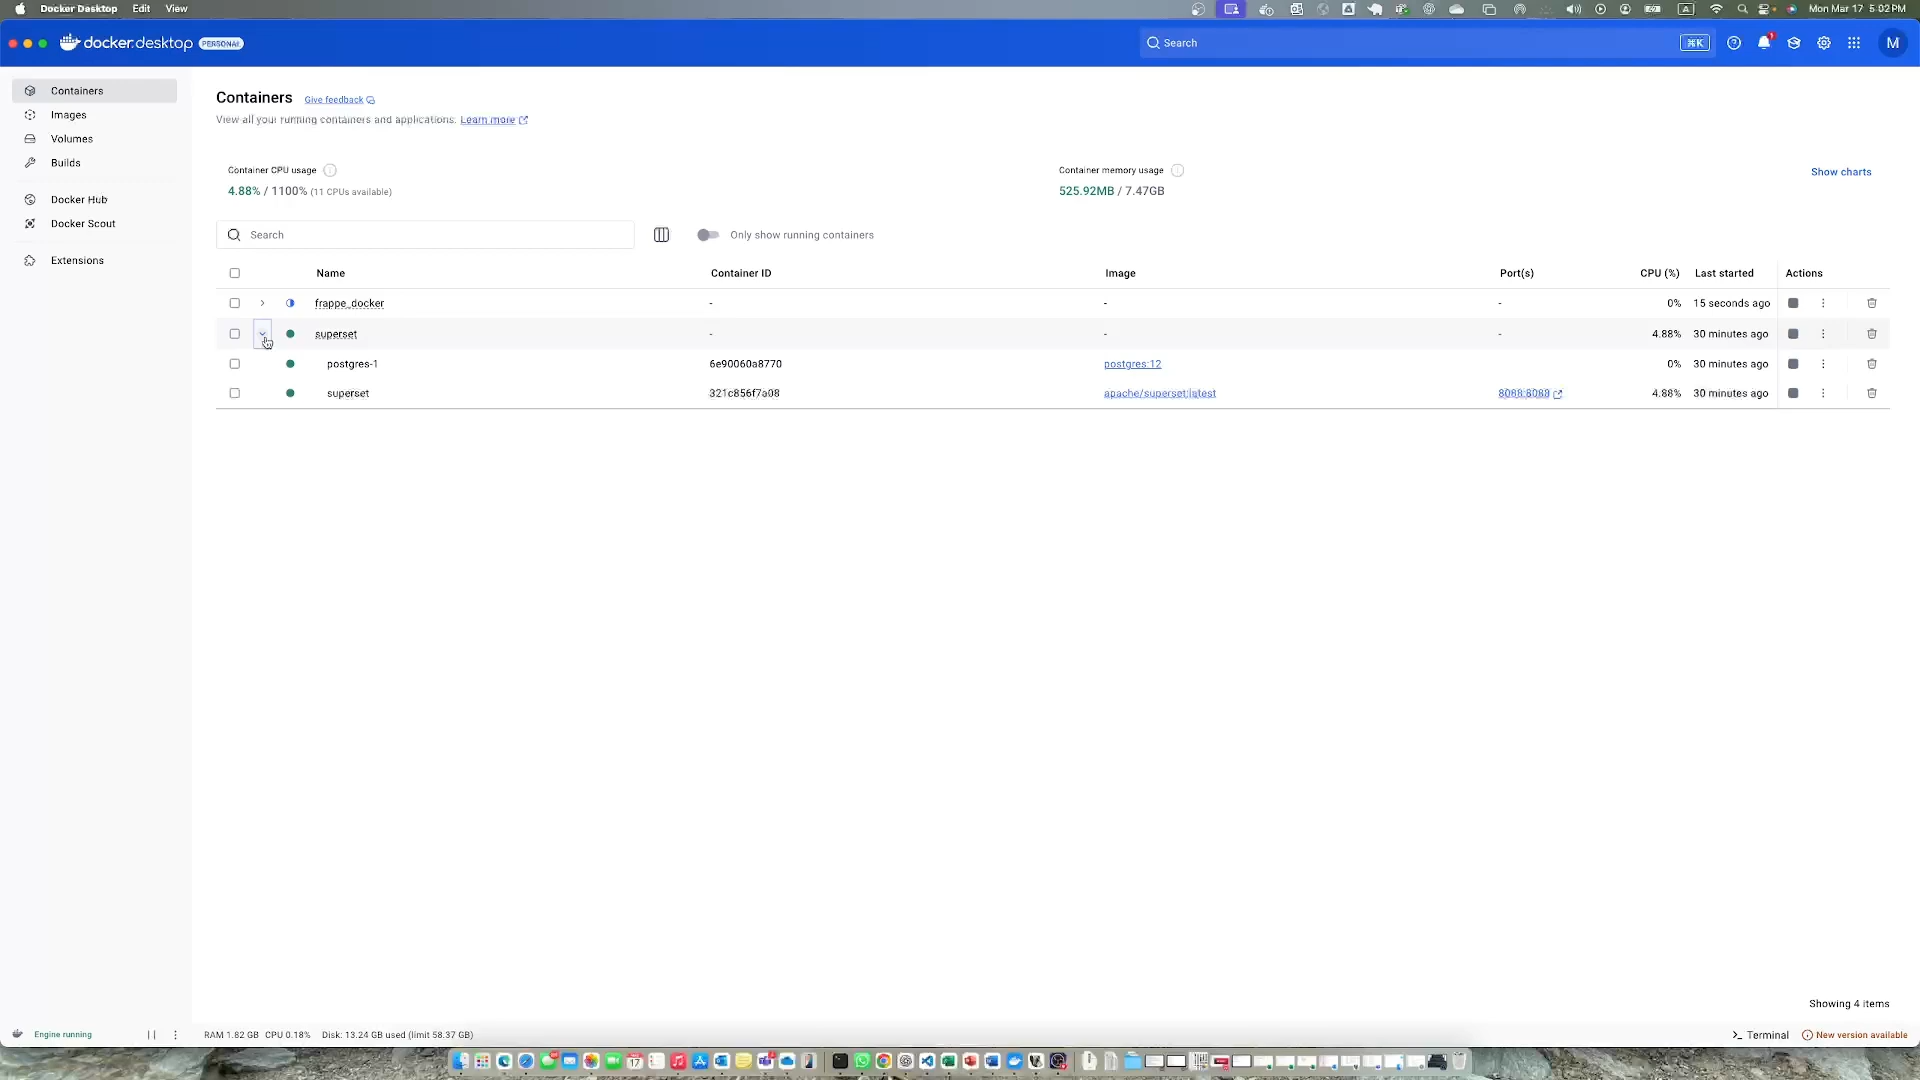 Docker Desktop Edit View
Mon Mar 17 5:02 PM
docker.desktop PERSONAL
Search
⌘K
M
Containers
Images
Volumes
Builds
Docker Hub
Docker Scout
Extensions
Containers Give feedback
View all your running containers and applications. Learn more
Container CPU usage
4.88% / 1100% (11 CPUs available)
Container memory usage
525.92MB / 7.47GB
Show charts
Search
Only show running containers
Name Container ID Image Port(s) CPU (%) Last started Actions
frappe_docker - - - 0% 15 seconds ago
superset - - - 4.88% 30 minutes ago
postgres-1 6e90060a8770 postgres:12 0% 30 minutes ago
superset 321c856f7a08 apache/superset:latest 8088:8088 4.88% 30 minutes ago
Showing 4 items
Engine running
RAM 1.82 GB CPU 0.18% Disk: 13.24 GB used (limit 58.37 GB)
Terminal
New version available